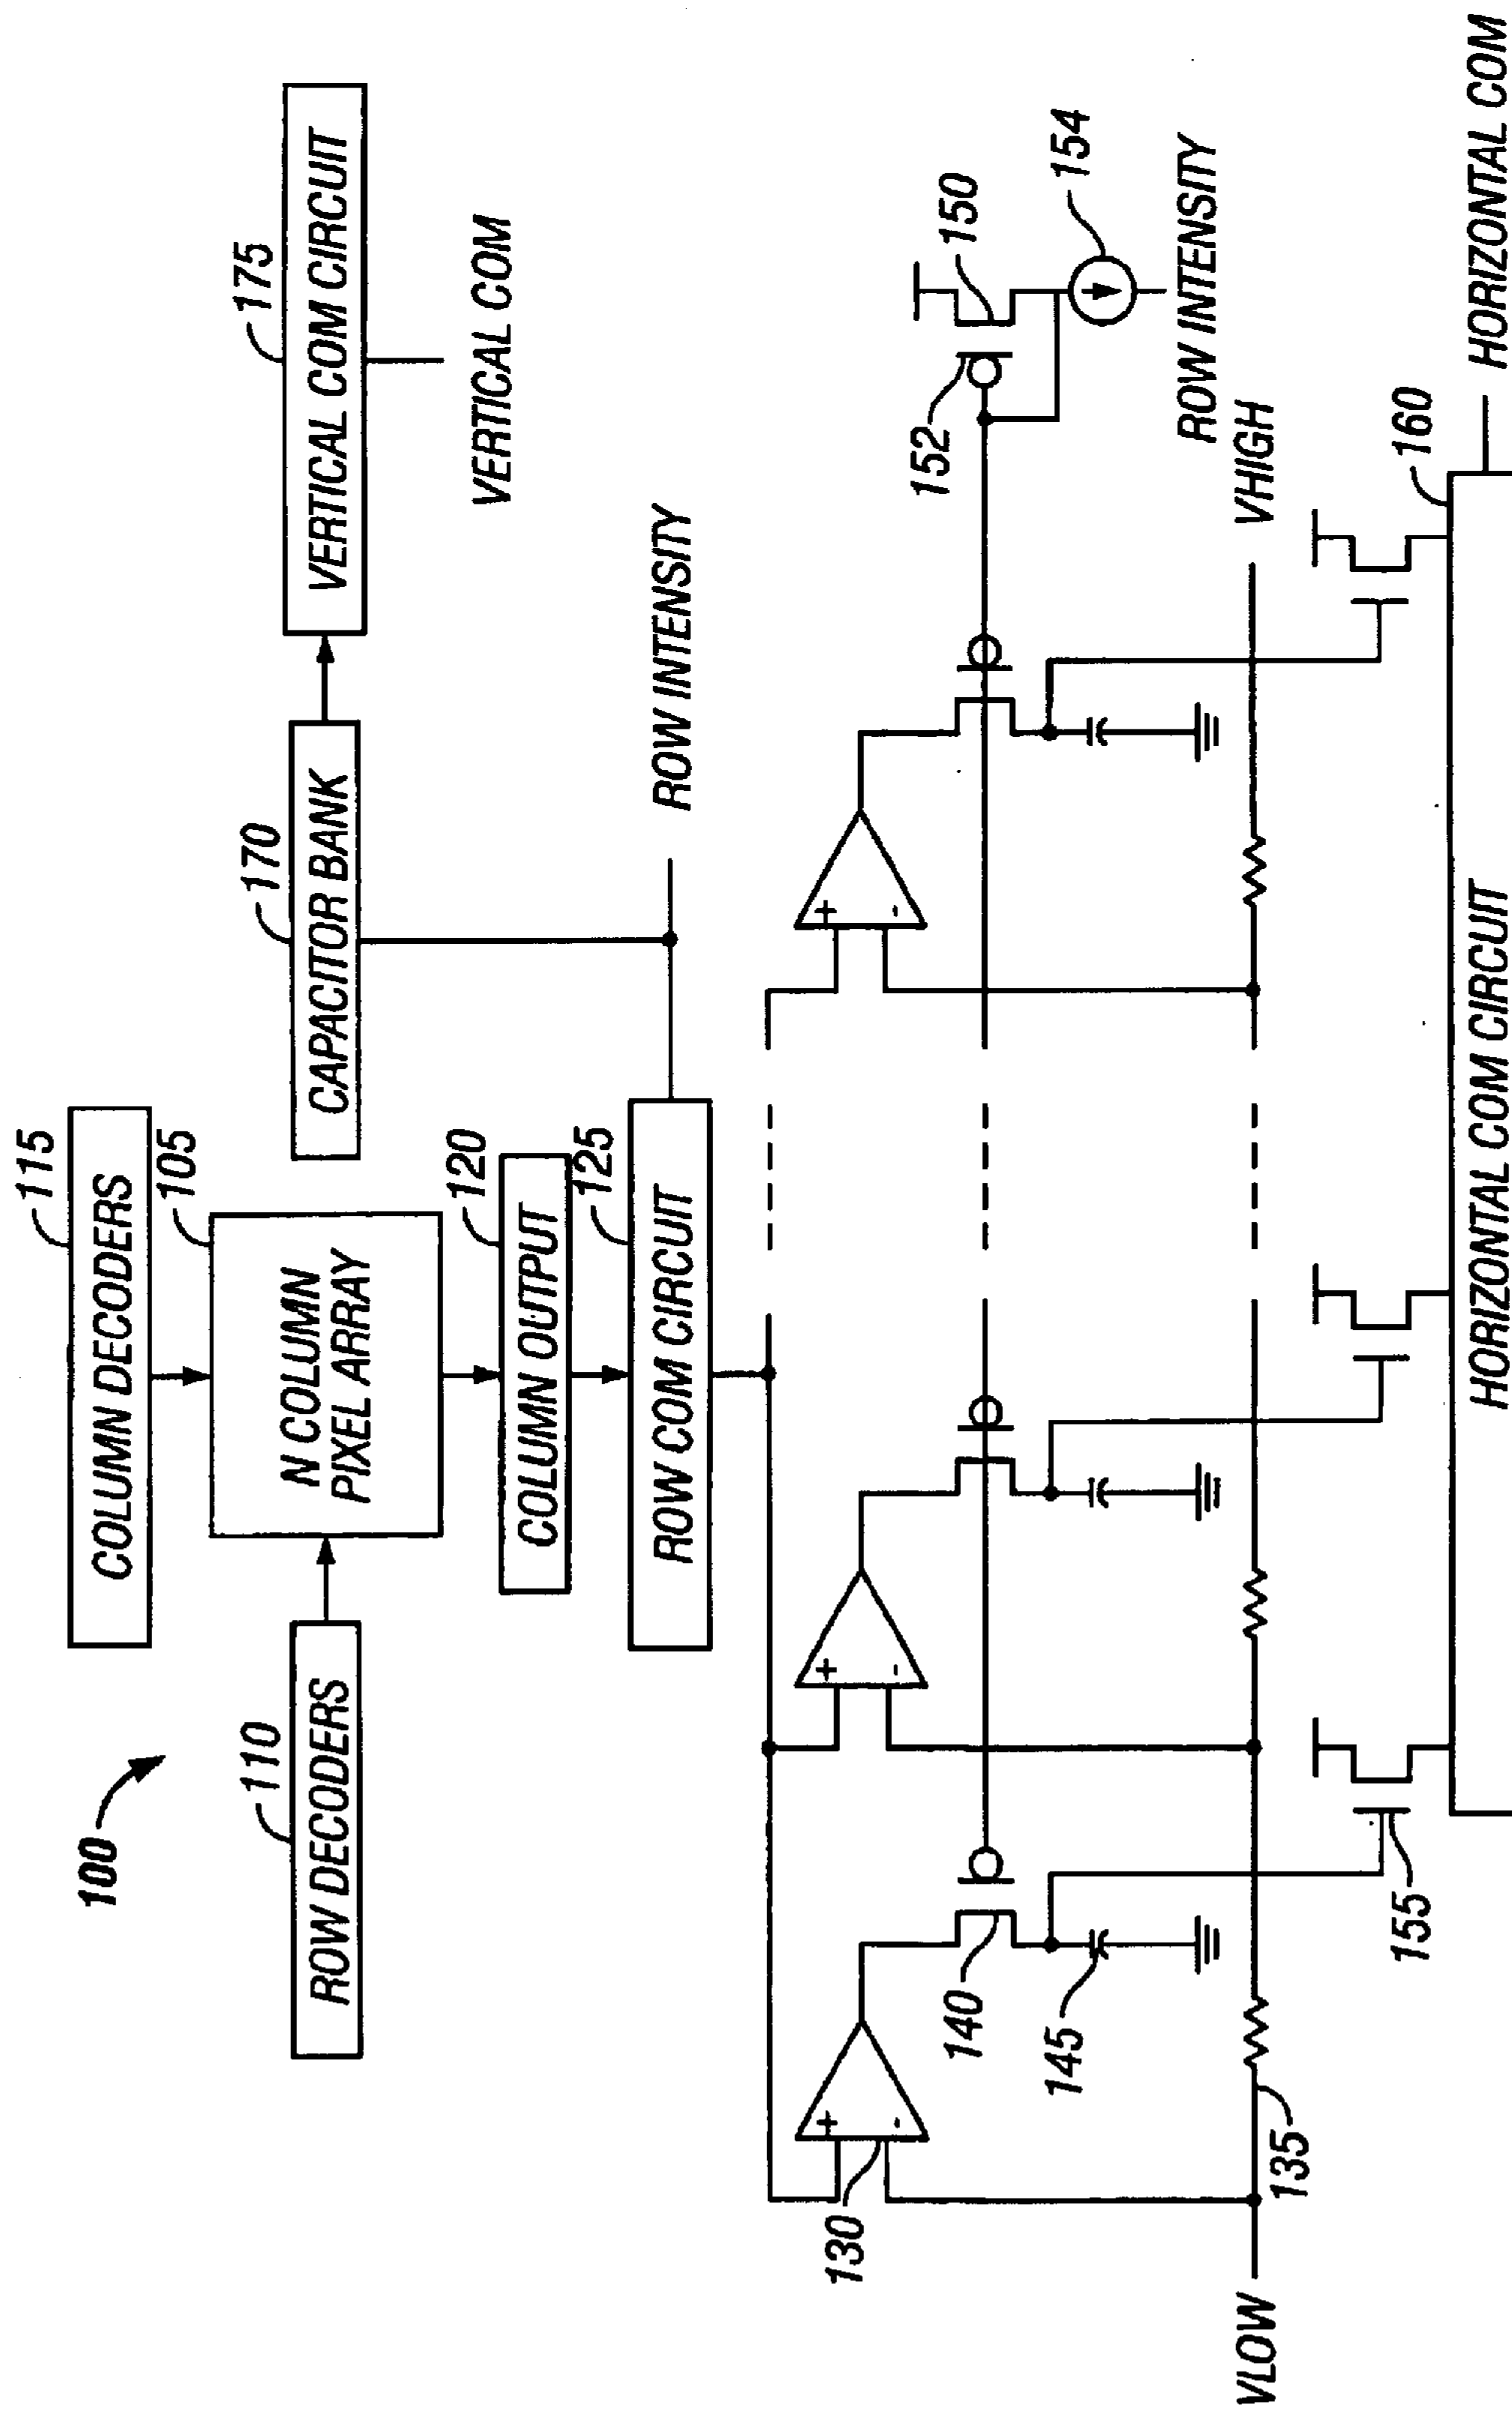 100
115
COLUMN DECODERS
110
ROW DECODERS
105
N COLUMN
PIXEL ARRAY
170
CAPACITOR BANK
175
VERTICAL COM CIRCUIT
VERTICAL COM
120
COLUMN OUTPUT
125
ROW COM CIRCUIT
ROW INTENSITY
130
+
-
+
-
+
-
140
145
152
150
154
ROW INTENSITY
VLOW
135
VHIGH
155
160
HORIZONTAL COM CIRCUIT
HORIZONTAL COM